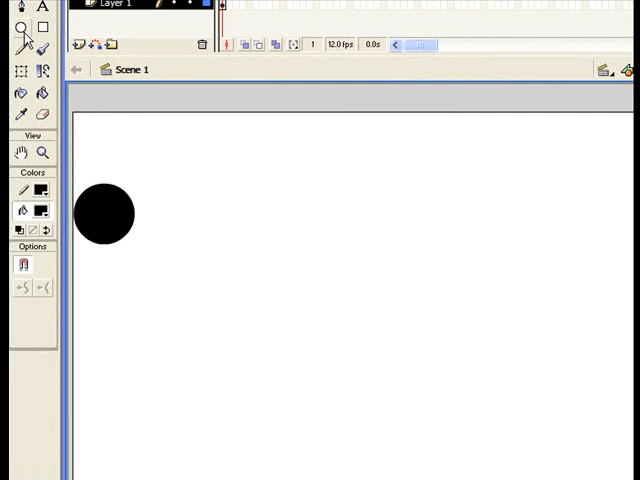 A
Layer 1
1 12.0 fps 0.0s
Scene 1
View
Colors
Options